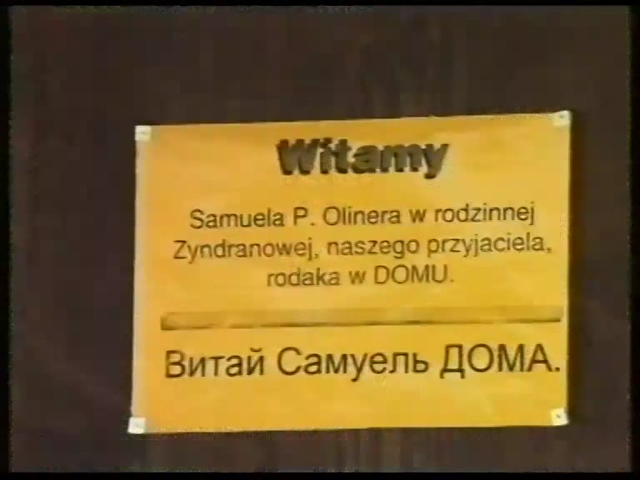 Witamy
Samuela P. Olinera w rodzinnej
Zyndranowej, naszego przyjaciela,
rodaka w DOMU.
Витай Самуель ДОМА.